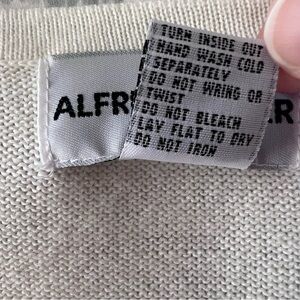 TURN INSIDE OUT
HAND WASH COLD
SEPARATELY
DO NOT WRING OR
TWIST
DO NOT BLEACH
LAY FLAT TO DRY
DO NOT IRON
ALFR
ER